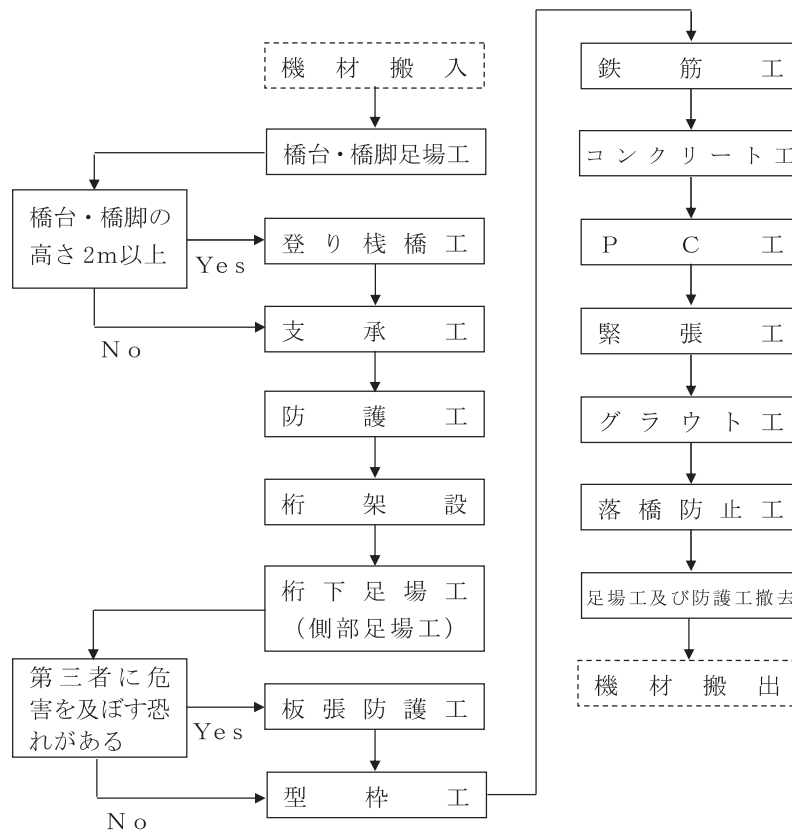 機材搬入
橋台・橋脚足場工
橋台・橋脚の
高さ2m以上
Yes
No
登り桟橋工
支承工
防護工
桁架設
桁下足場工
（側部足場工）
第三者に危
害を及ぼす恐
れがある
Yes
No
板張防護工
型枠工
鉄筋工
コンクリート工
PC工
緊張工
グラウト工
落橋防止工
足場工及び防護工撤去
機材搬出